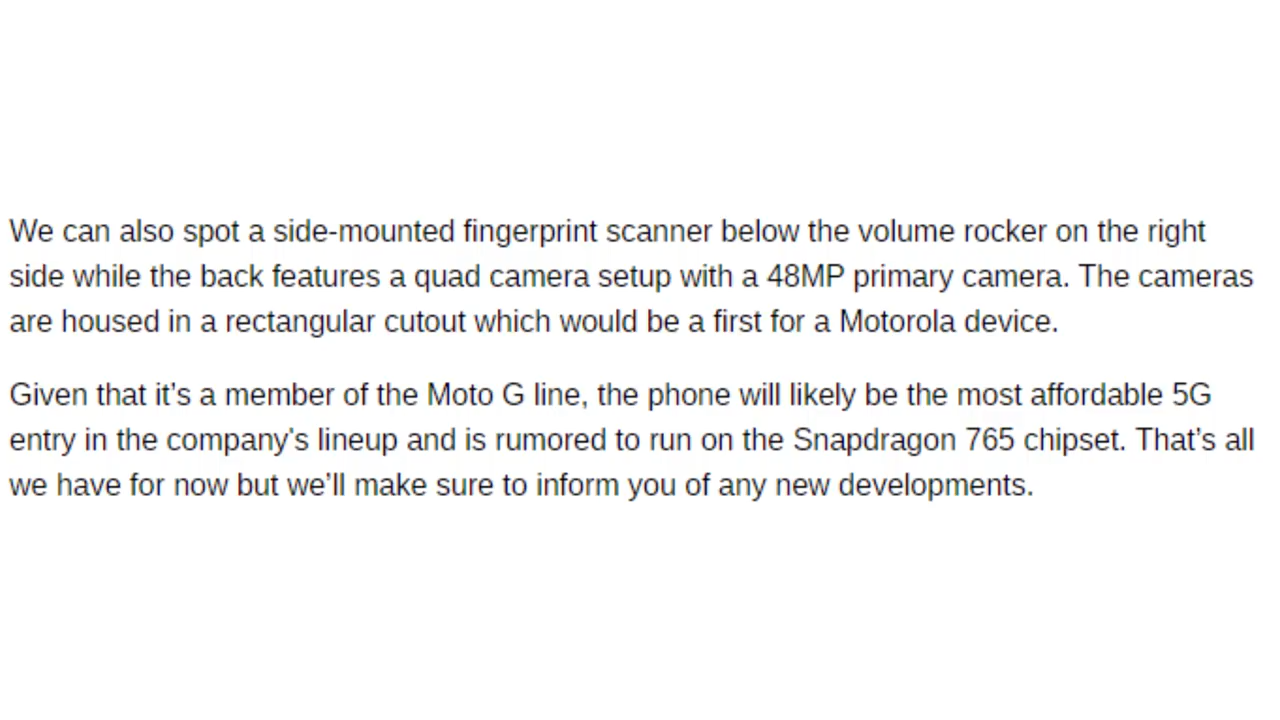 We can also spot a side-mounted fingerprint scanner below the volume rocker on the right
side while the back features a quad camera setup with a 48MP primary camera. The cameras
are housed in a rectangular cutout which would be a first for a Motorola device.
Given that it’s a member of the Moto G line, the phone will likely be the most affordable 5G
entry in the company's lineup and is rumored to run on the Snapdragon 765 chipset. That’s all
we have for now but we’ll make sure to inform you of any new developments.